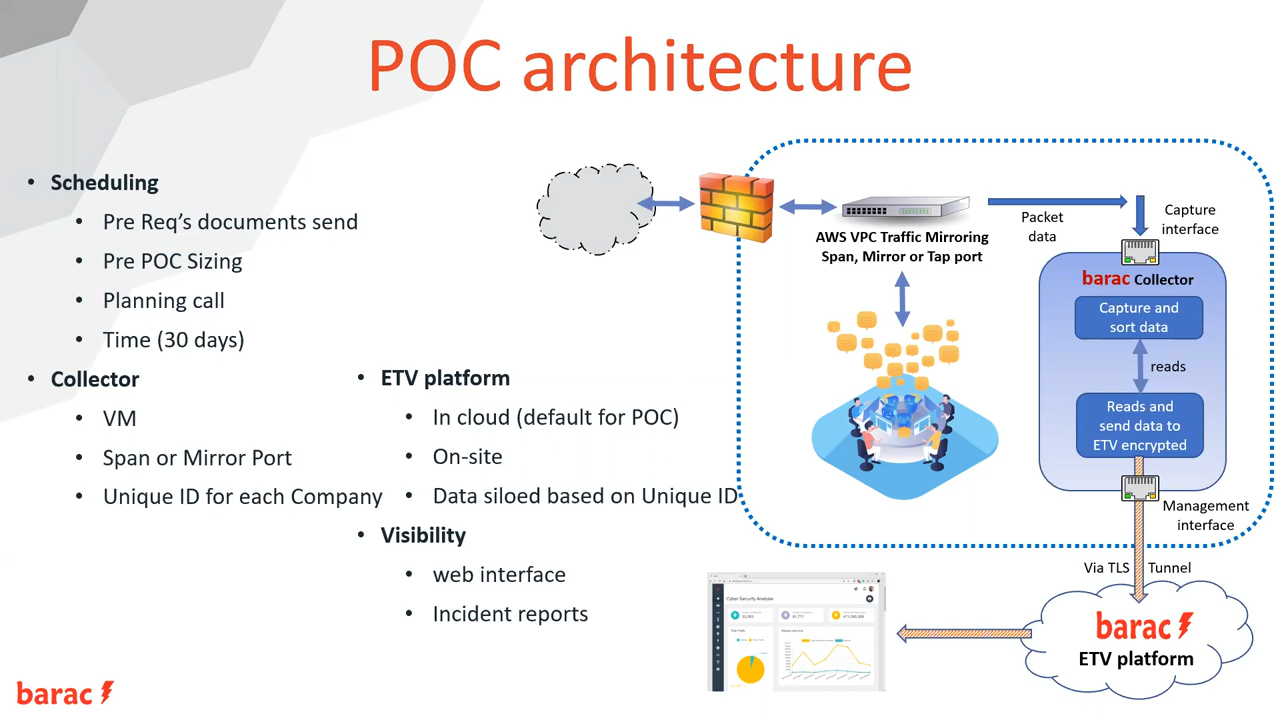 POC architecture
Scheduling
Pre Req’s documents send
Pre POC Sizing
Planning call
Time (30 days)
Collector
VM
Span or Mirror Port
Unique ID for each Company
ETV platform
In cloud (default for POC)
On-site
Data siloed based on Unique ID
Visibility
web interface
Incident reports
AWS VPC Traffic Mirroring
Span, Mirror or Tap port
Packet
data
Capture
interface
barac Collector
Capture and
sort data
reads
Reads and
send data to
ETV encrypted
Management
interface
Via TLS Tunnel
barac
ETV platform
Cyber Security Analysis
barac